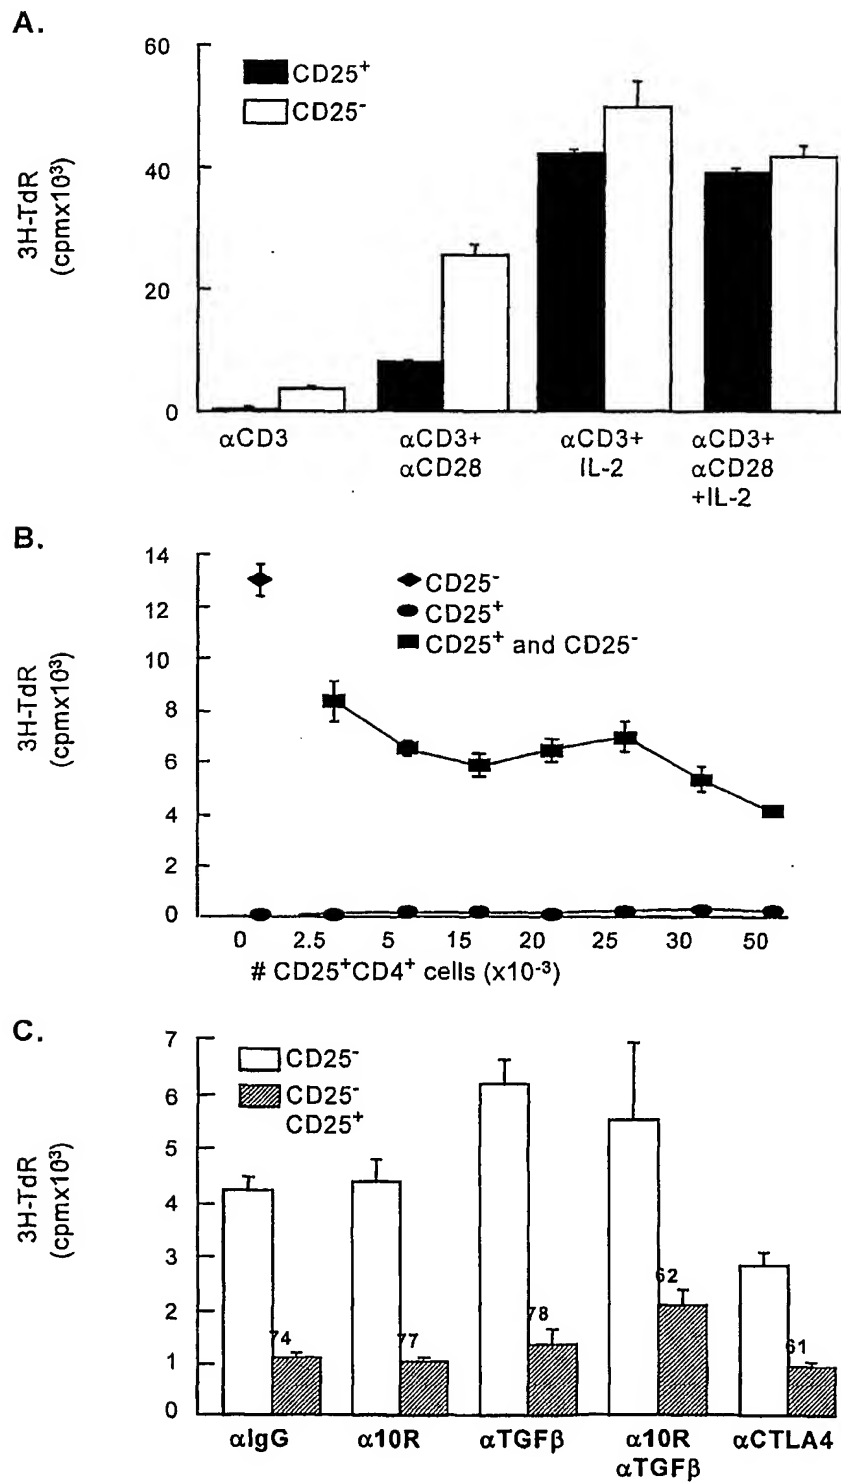 A.
60
40
20
0
3H-TdR
(cpmx10³)
CD25⁺
CD25⁻
αCD3
αCD3+
αCD28
αCD3+
IL-2
αCD3+
αCD28
+IL-2
B.
14
12
10
8
6
4
2
0
3H-TdR
(cpmx10³)
CD25⁻
CD25⁺
CD25⁺ and CD25⁻
0 2.5 5 15 20 25 30 50
# CD25⁺CD4⁺ cells (x10⁻³)
C.
7
6
5
4
3
2
1
0
3H-TdR
(cpmx10³)
CD25⁻
CD25⁻
CD25⁺
74
77
78
62
61
αIgG
α10R
αTGFβ
α10R
αTGFβ
αCTLA4